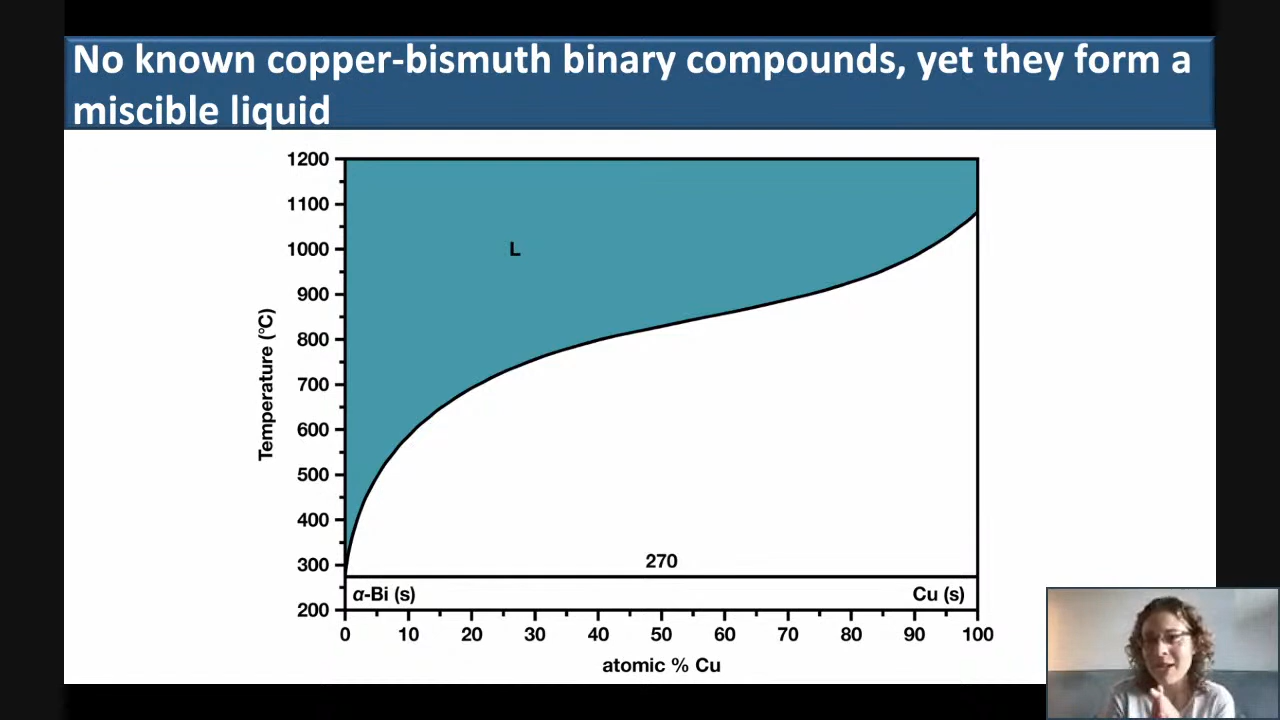 No known copper-bismuth binary compounds, yet they form a
miscible liquid
1200
1100
1000
900
800
700
600
500
400
300
200
Temperature (°C)
L
270
α-Bi (s)
Cu (s)
0 10 20 30 40 50 60 70 80 90 100
atomic % Cu